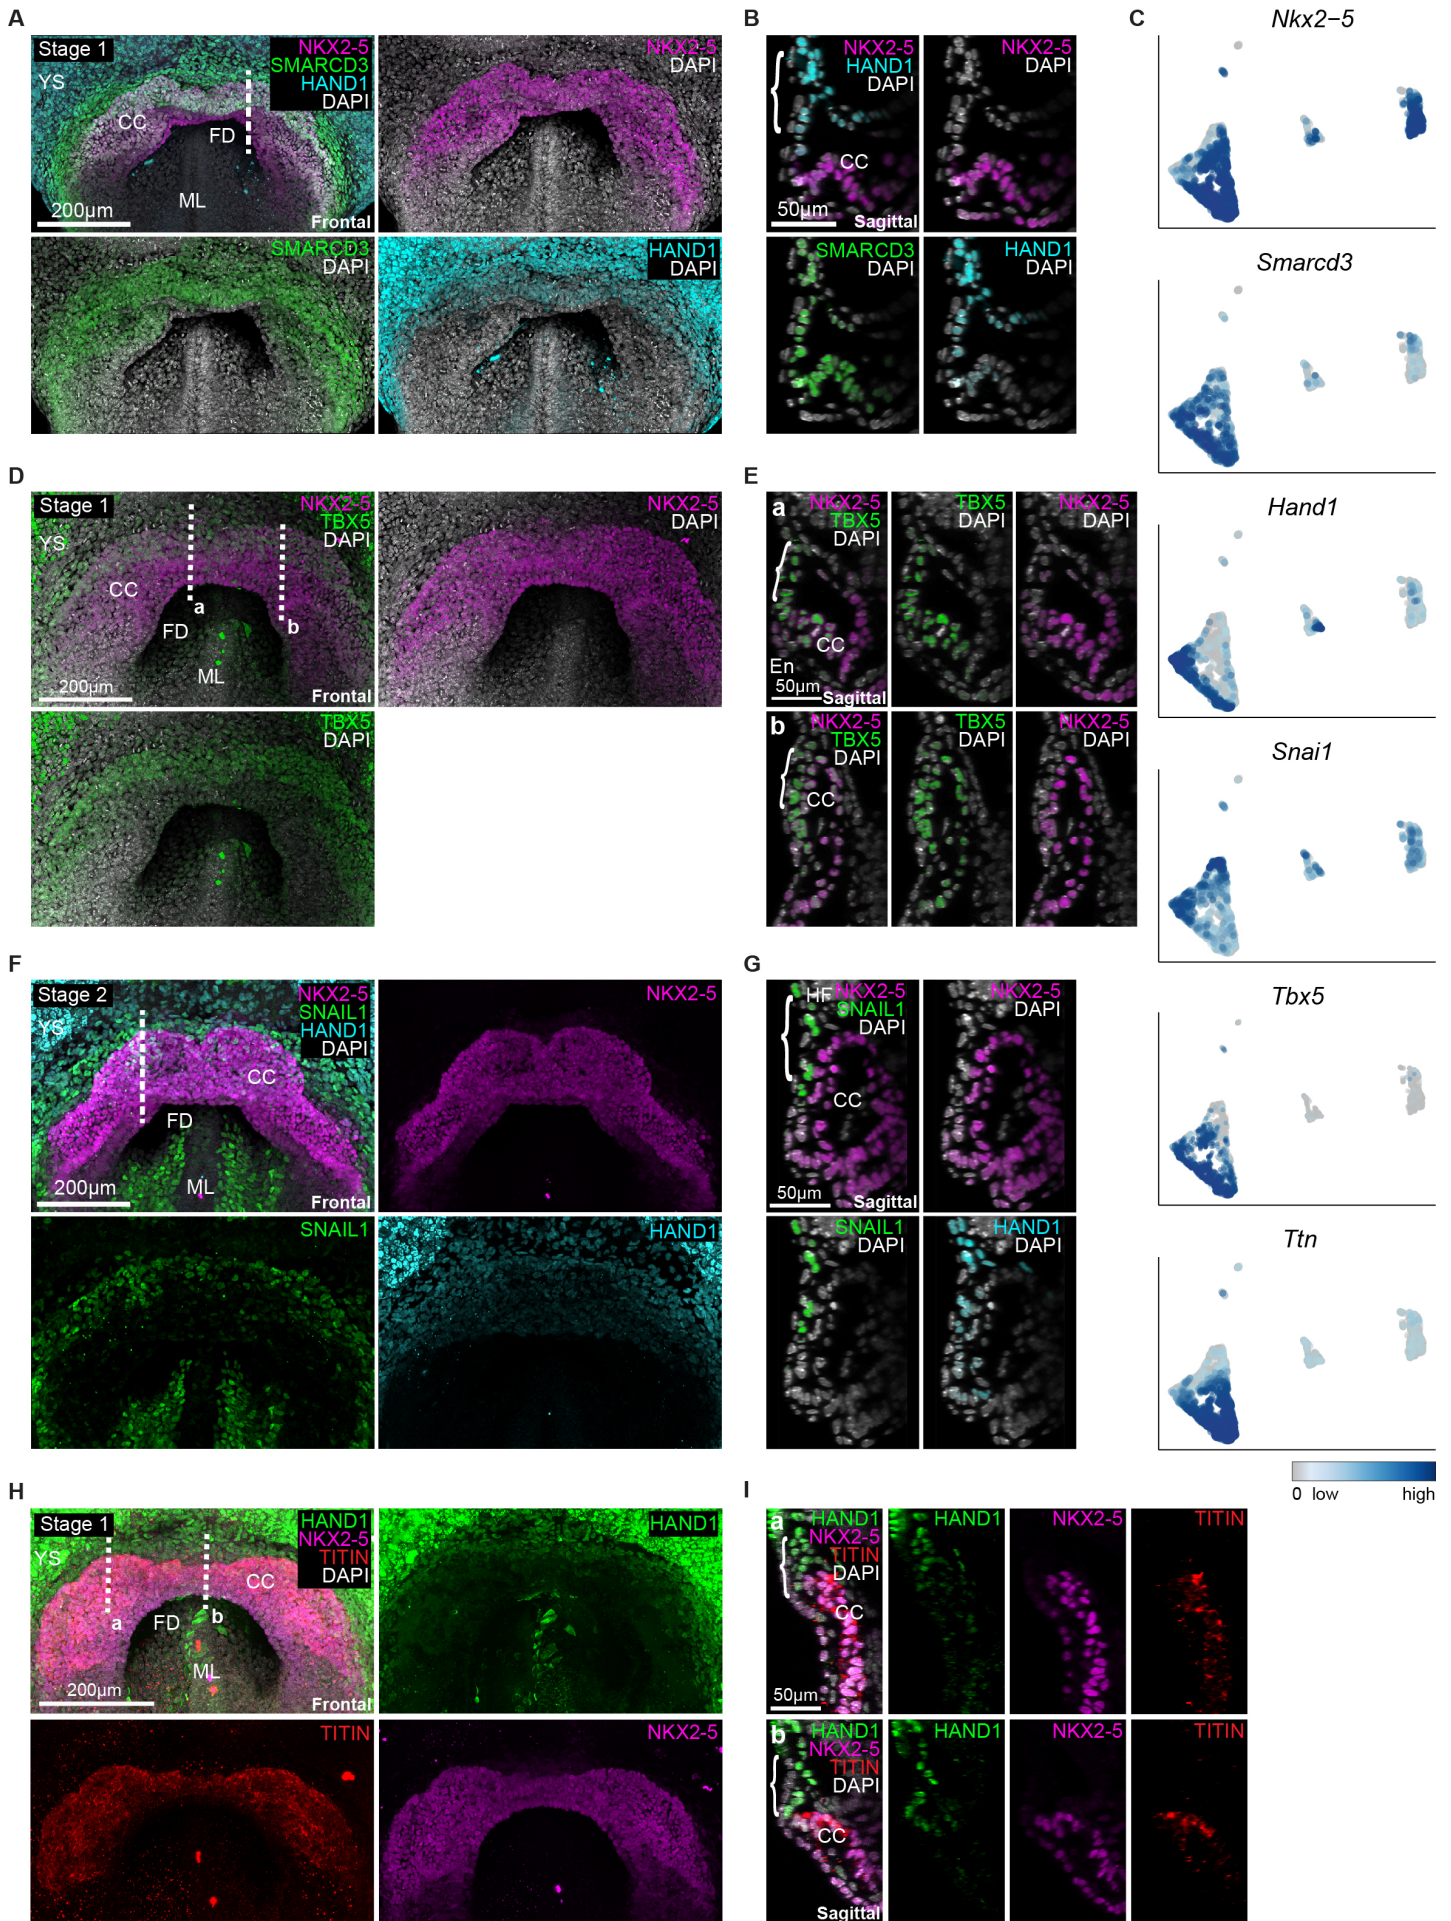 A
Stage 1
NKX2-5
SMARCD3
HAND1
DAPI
YS
CC
FD
ML
200µm
Frontal
NKX2-5
DAPI
SMARCD3
DAPI
HAND1
DAPI
B
NKX2-5
HAND1
DAPI
CC
50µm
Sagittal
NKX2-5
DAPI
SMARCD3
DAPI
HAND1
DAPI
C
Nkx2−5
Smarcd3
Hand1
Snai1
Tbx5
Ttn
0 low high
D
Stage 1
NKX2-5
TBX5
DAPI
YS
CC
a
FD
b
ML
200µm
Frontal
NKX2-5
DAPI
TBX5
DAPI
E
a
NKX2-5
TBX5
DAPI
CC
En
50µm
Sagittal
TBX5
DAPI
NKX2-5
DAPI
b
NKX2-5
TBX5
DAPI
CC
TBX5
DAPI
NKX2-5
DAPI
F
Stage 2
NKX2-5
SNAIL1
HAND1
DAPI
YS
CC
FD
ML
200µm
Frontal
NKX2-5
SNAIL1
HAND1
G
HF
NKX2-5
SNAIL1
DAPI
CC
50µm
Sagittal
NKX2-5
DAPI
SNAIL1
DAPI
HAND1
DAPI
H
Stage 1
HAND1
NKX2-5
TITIN
DAPI
YS
CC
a
FD
b
ML
200µm
Frontal
HAND1
TITIN
NKX2-5
I
a
HAND1
NKX2-5
TITIN
DAPI
CC
50µm
HAND1
NKX2-5
TITIN
b
HAND1
NKX2-5
TITIN
DAPI
CC
Sagittal
HAND1
NKX2-5
TITIN